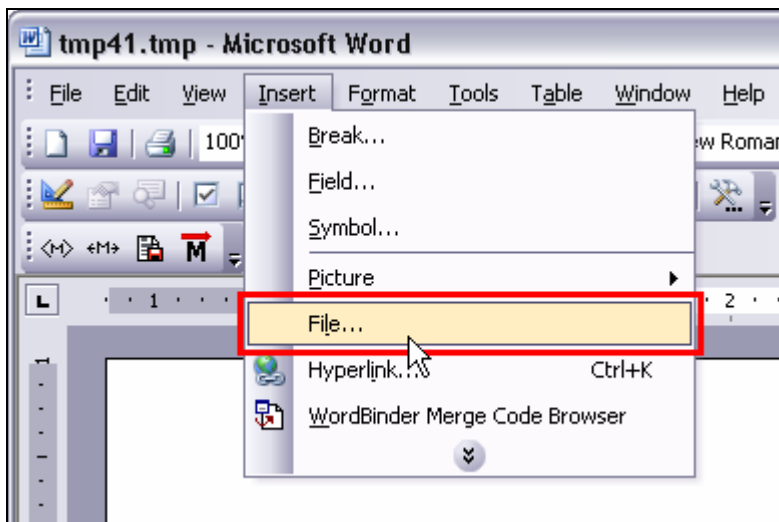 tmp41.tmp - Microsoft Word
File Edit View Insert Format Tools Table Window Help
100
Break...
Field...
Symbol...
Picture
File...
Hyperlink...
Ctrl+K
WordBinder Merge Code Browser
w Roman
<M> «M» M
L 1 2
1